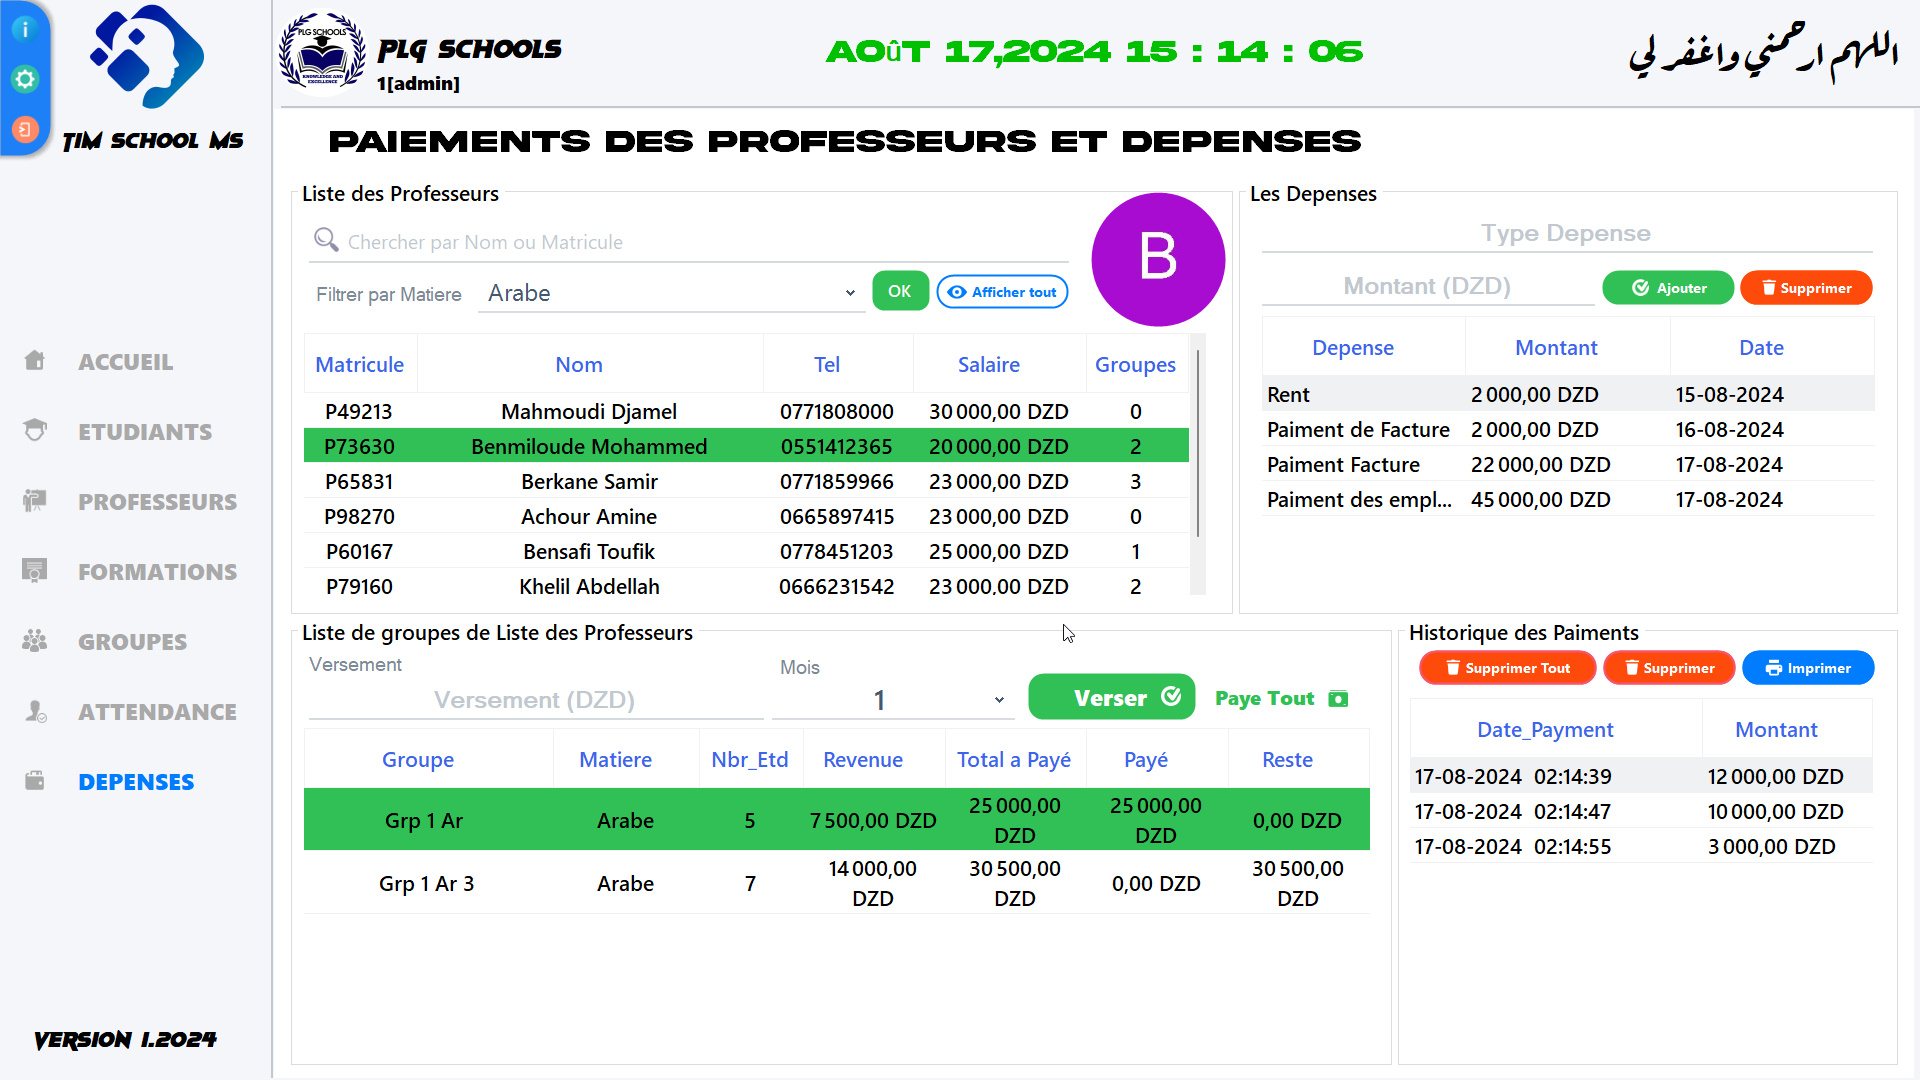 TIM SCHOOL MS
PLG SCHOOLS
KNOWLEDGE AND
EXCELLENCE
PLG SCHOOLS
1[admin]
AOûT 17,2024 15 : 14 : 06
اللهم ارحمني واغفر لي
PAIEMENTS DES PROFESSEURS ET DEPENSES
ACCUEIL
ETUDIANTS
PROFESSEURS
FORMATIONS
GROUPES
ATTENDANCE
DEPENSES
VERSION 1.2024
Liste des Professeurs
Chercher par Nom ou Matricule
Filtrer par Matiere Arabe OK Afficher tout
B
Matricule Nom Tel Salaire Groupes
P49213 Mahmoudi Djamel 0771808000 30 000,00 DZD 0
P73630 Benmiloude Mohammed 0551412365 20 000,00 DZD 2
P65831 Berkane Samir 0771859966 23 000,00 DZD 3
P98270 Achour Amine 0665897415 23 000,00 DZD 0
P60167 Bensafi Toufik 0778451203 25 000,00 DZD 1
P79160 Khelil Abdellah 0666231542 23 000,00 DZD 2
Les Depenses
Type Depense
Montant (DZD) Ajouter Supprimer
Depense Montant Date
Rent 2 000,00 DZD 15-08-2024
Paiment de Facture 2 000,00 DZD 16-08-2024
Paiment Facture 22 000,00 DZD 17-08-2024
Paiment des empl... 45 000,00 DZD 17-08-2024
Liste de groupes de Liste des Professeurs
Versement Mois
Versement (DZD) 1 Verser Paye Tout
Groupe Matiere Nbr_Etd Revenue Total a Payé Payé Reste
Grp 1 Ar Arabe 5 7 500,00 DZD 25 000,00 DZD 25 000,00 DZD 0,00 DZD
Grp 1 Ar 3 Arabe 7 14 000,00 DZD 30 500,00 DZD 0,00 DZD 30 500,00 DZD
Historique des Paiments
Supprimer Tout Supprimer Imprimer
Date_Payment Montant
17-08-2024 02:14:39 12 000,00 DZD
17-08-2024 02:14:47 10 000,00 DZD
17-08-2024 02:14:55 3 000,00 DZD